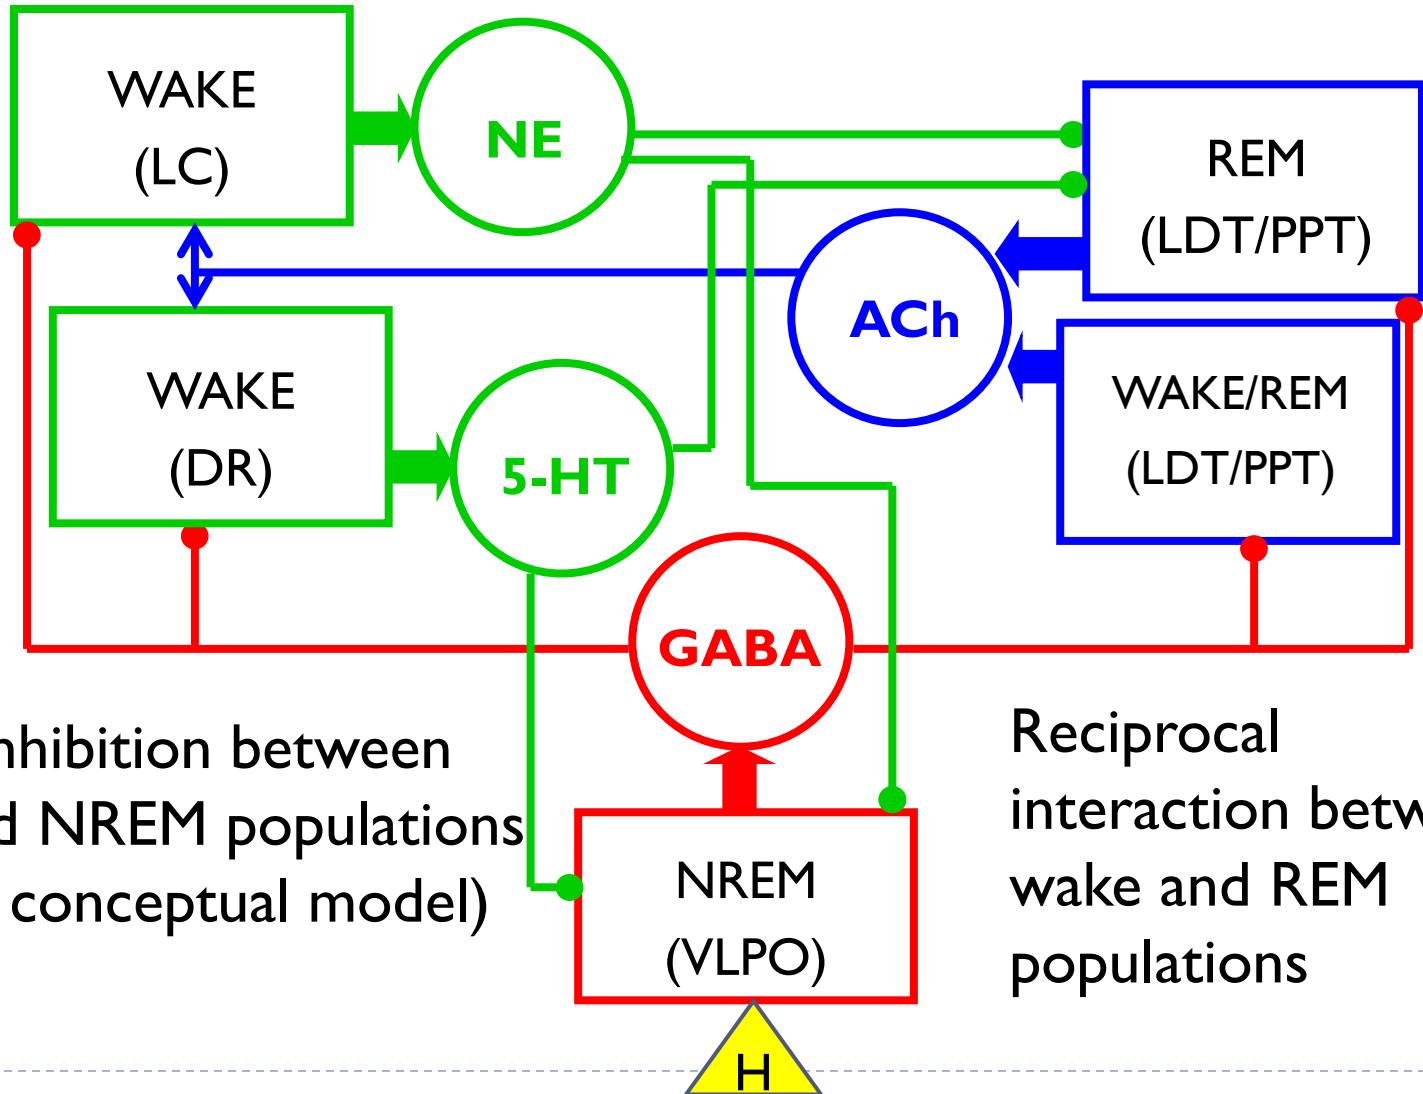 WAKE
(LC)
NE
REM
(LDT/PPT)
ACh
WAKE
(DR)
5-HT
WAKE/REM
(LDT/PPT)
GABA
nhibition between
d NREM populations
conceptual model)
NREM
(VLPO)
H
Reciprocal
interaction betw
wake and REM
populations